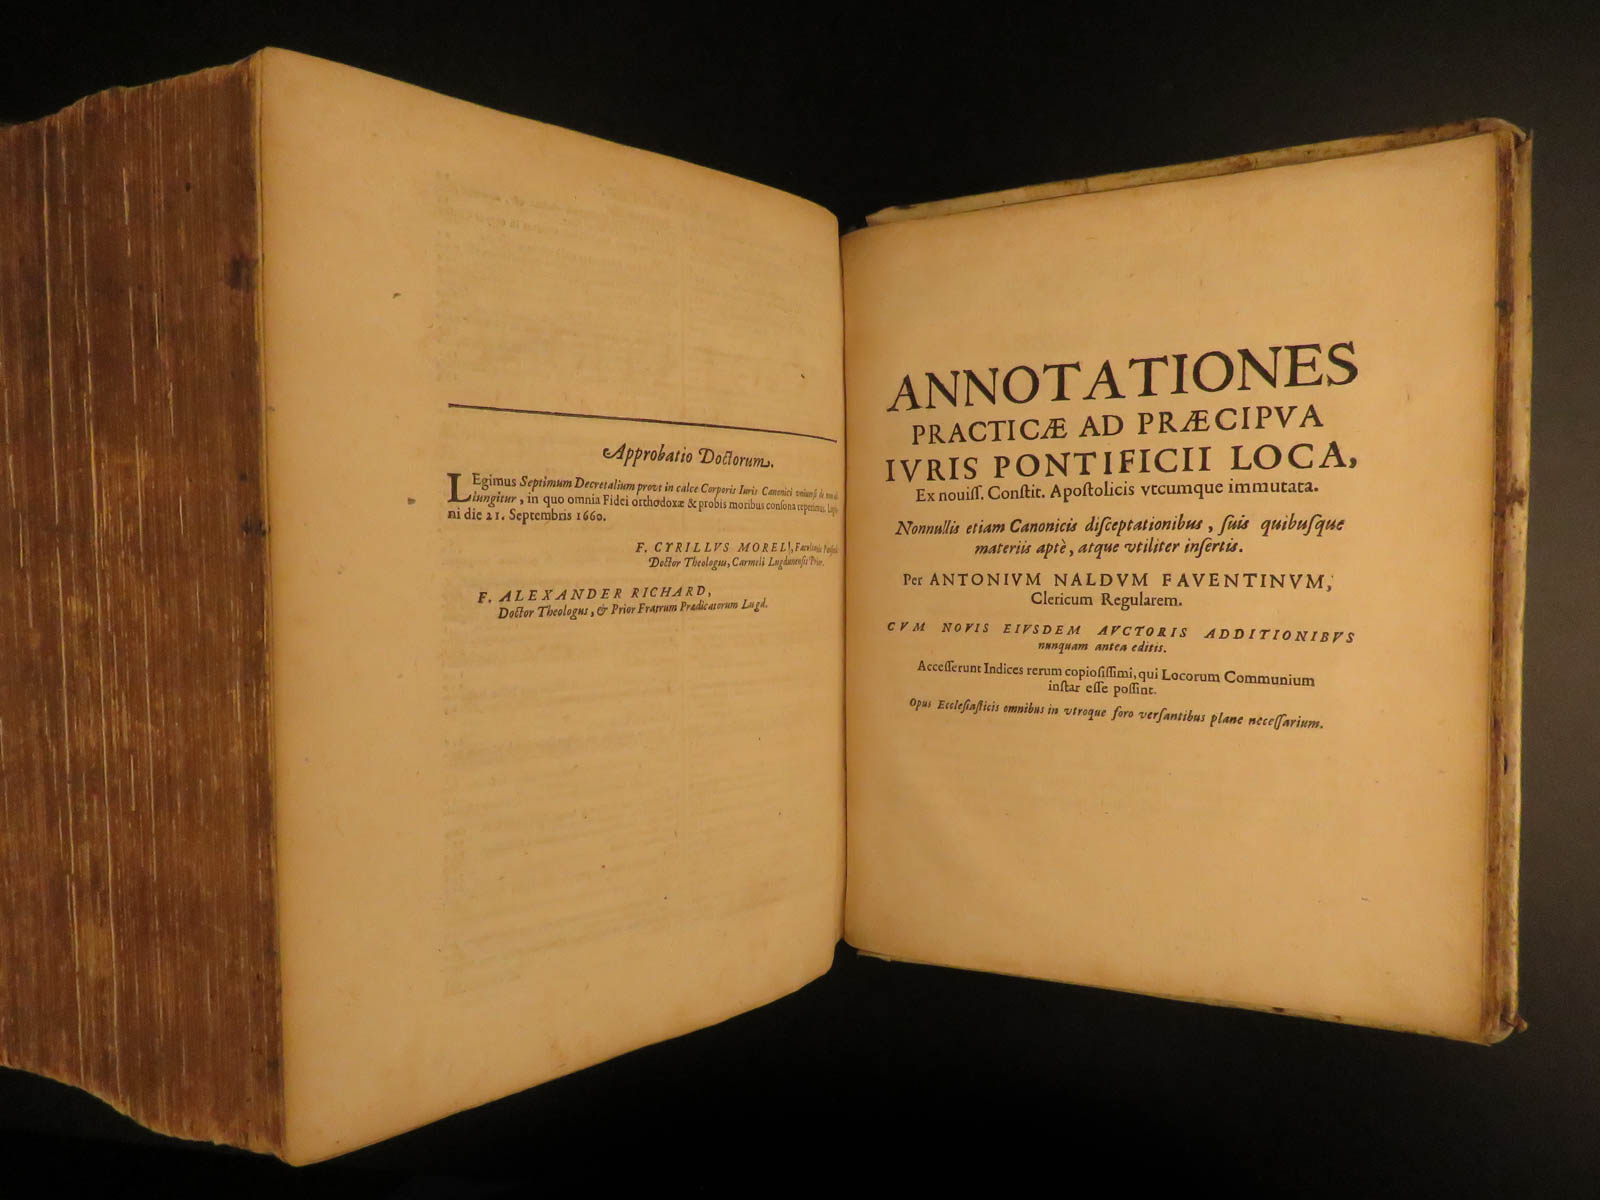 Approbatio Doctorum.
LEgimus Septimum Decretalium provt in calce Corporis Iuris Canonici vniuersi de nouo
iungitur, in quo omnia Fidei orthodoxæ & probis moribus consona reperimus.
ni die 21. Septembris 1660.
F. CYRILLVS MOREL,
Doctor Theologus, Carmeli Lugdunensis Prior.
F. ALEXANDER RICHARD,
Doctor Theologus, & Prior Fratrum Prædicatorum Lugd.
ANNOTATIONES
PRACTICÆ AD PRÆCIPVA
IVRIS PONTIFICII LOCA,
Ex nouiſſ. Conſtit. Apoſtolicis vtcumque immutata.
Nonnullis etiam Canonicis diſceptationibus, ſuis quibuſque
materiis aptè, atque vtiliter inſertis.
Per ANTONIVM NALDVM FAVENTINVM,
Clericum Regularem.
CVM NOVIS EIVSDEM AVCTORIS ADDITIONIBVS
nunquam antea editis.
Acceſſerunt Indices rerum copioſiſſimi, qui Locorum Communium
inſtar eſſe poſſint.
Opus Eccleſiaſticis omnibus in vtroque foro verſantibus plane neceſſarium.